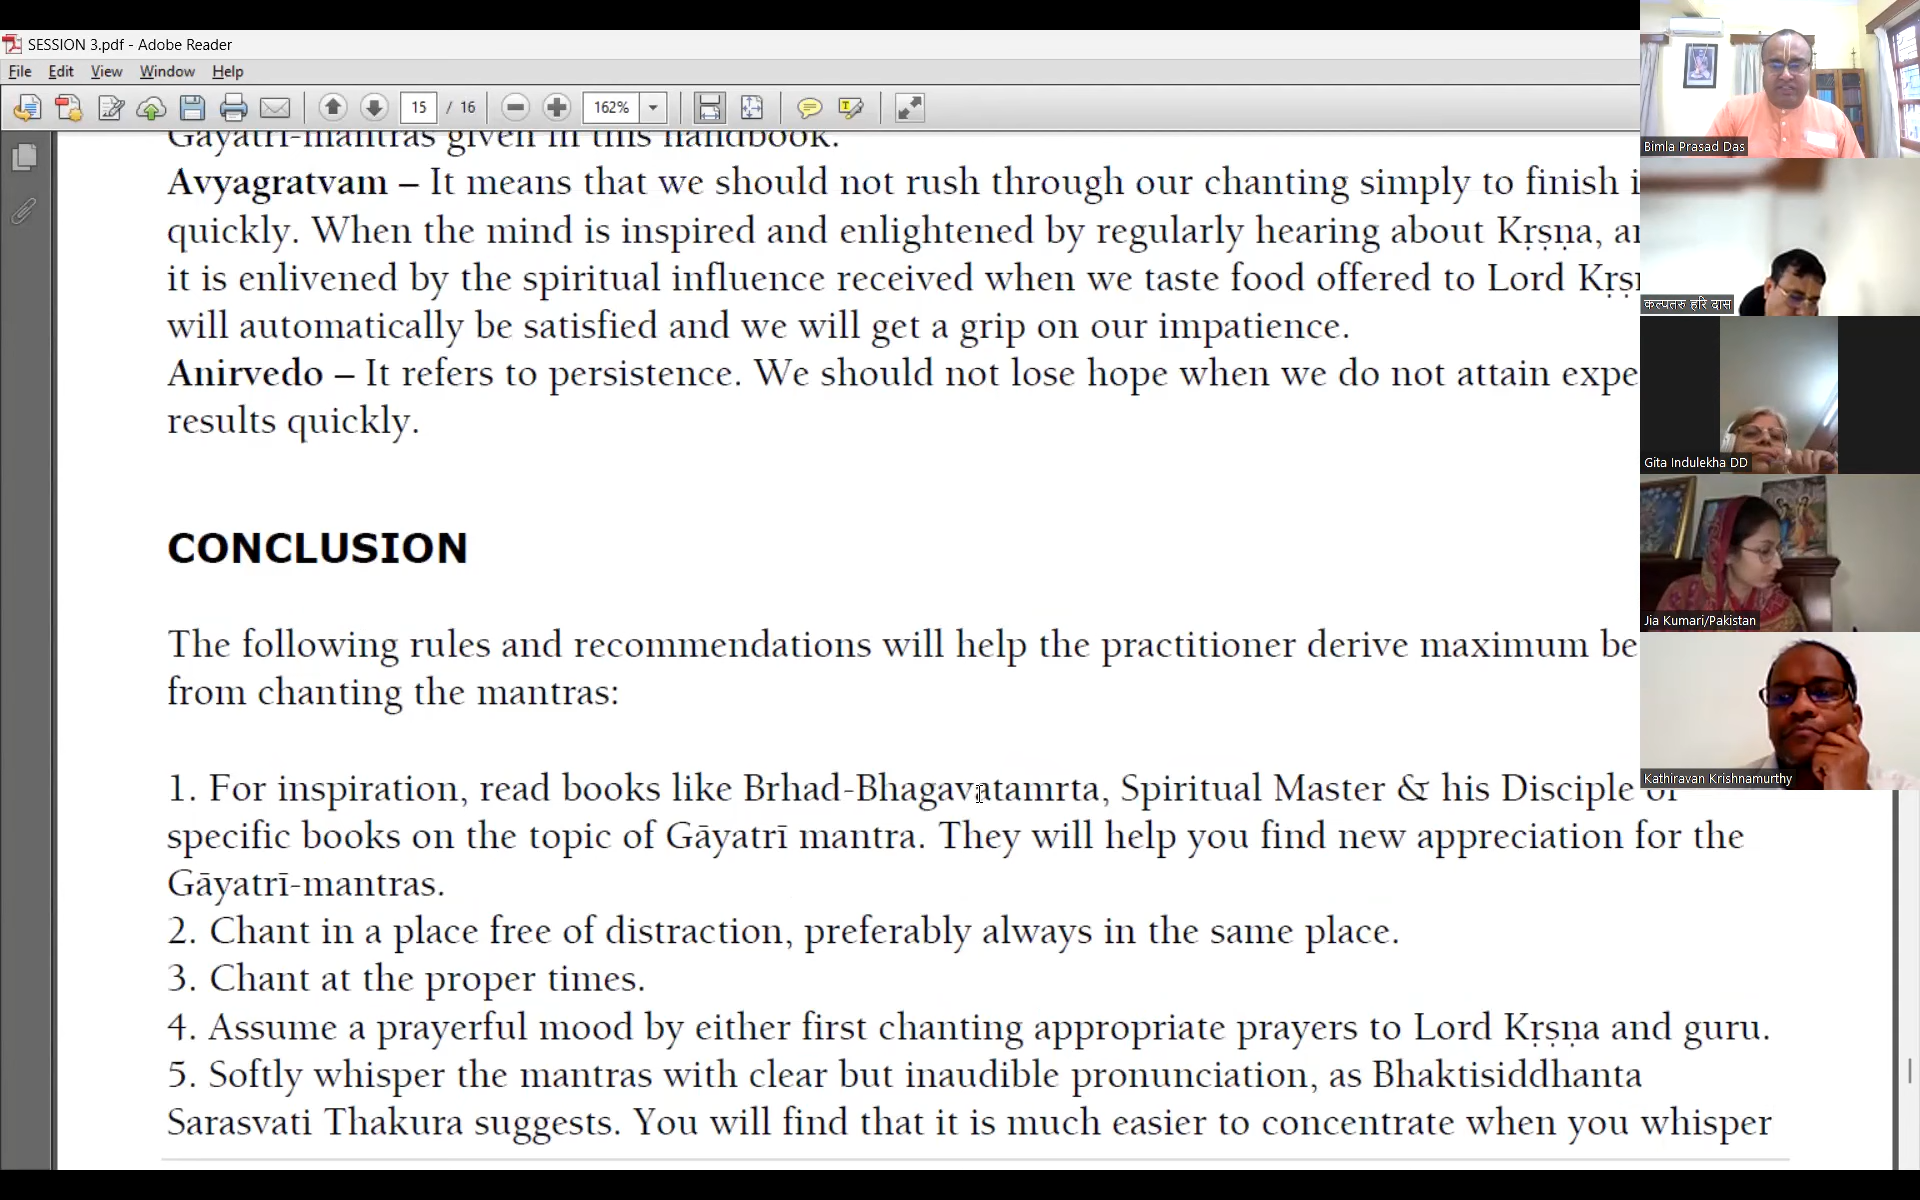 SESSION 3.pdf - Adobe Reader
File Edit View Window Help
15 / 16 162%
Gāyatrī-mantras given in this handbook.
Avyagratvam – It means that we should not rush through our chanting simply to finish i
quickly. When the mind is inspired and enlightened by regularly hearing about Kṛṣṇa, an
it is enlivened by the spiritual influence received when we taste food offered to Lord Kṛṣṇ
will automatically be satisfied and we will get a grip on our impatience.
Anirvedo – It refers to persistence. We should not lose hope when we do not attain expe
results quickly.
CONCLUSION
The following rules and recommendations will help the practitioner derive maximum be
from chanting the mantras:
1. For inspiration, read books like Brhad-Bhagavatamrta, Spiritual Master & his Disciple or
specific books on the topic of Gāyatrī mantra. They will help you find new appreciation for the
Gāyatrī-mantras.
2. Chant in a place free of distraction, preferably always in the same place.
3. Chant at the proper times.
4. Assume a prayerful mood by either first chanting appropriate prayers to Lord Kṛṣṇa and guru.
5. Softly whisper the mantras with clear but inaudible pronunciation, as Bhaktisiddhanta
Sarasvati Thakura suggests. You will find that it is much easier to concentrate when you whisper
Bimla Prasad Das
कल्पतरु हरि दास
Gita Indulekha DD
Jia Kumari/Pakistan
Kathiravan Krishnamurthy